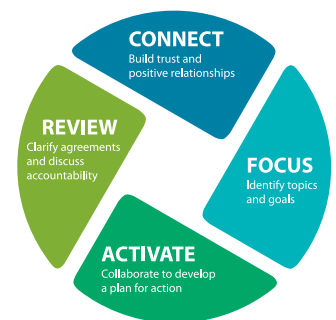 CONNECT
Build trust and
positive relationships
FOCUS
Identify topics
and goals
ACTIVATE
Collaborate to develop
a plan for action
REVIEW
Clarify agreements
and discuss
accountability